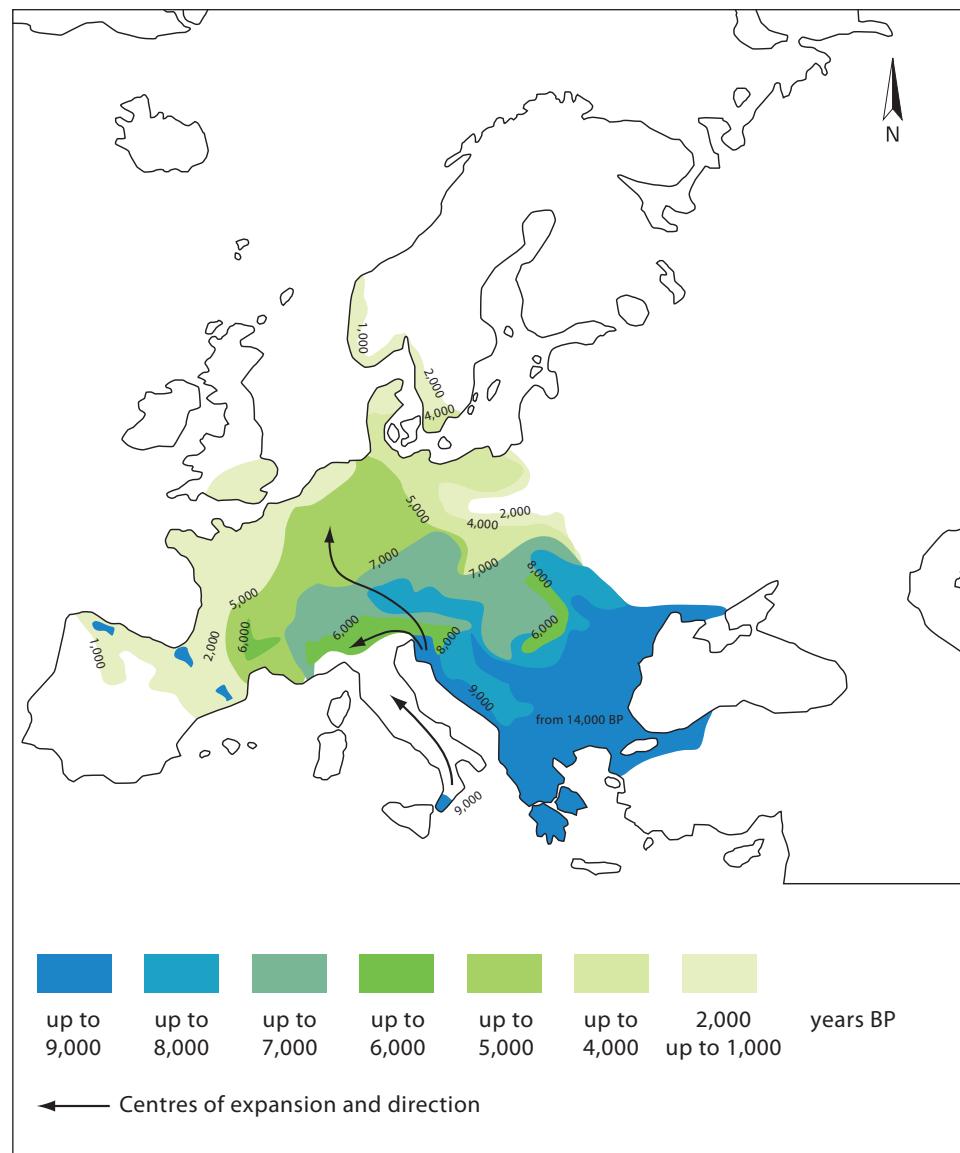 N
1,000
2,000
4,000
5,000
2,000
4,000
7,000
7,000
8,000
5,000
6,000
6,000
6,000
8,000
2,000
1,000
9,000
from 14,000 BP
9,000
up to
9,000
up to
8,000
up to
7,000
up to
6,000
up to
5,000
up to
4,000
2,000
up to 1,000
years BP
Centres of expansion and direction